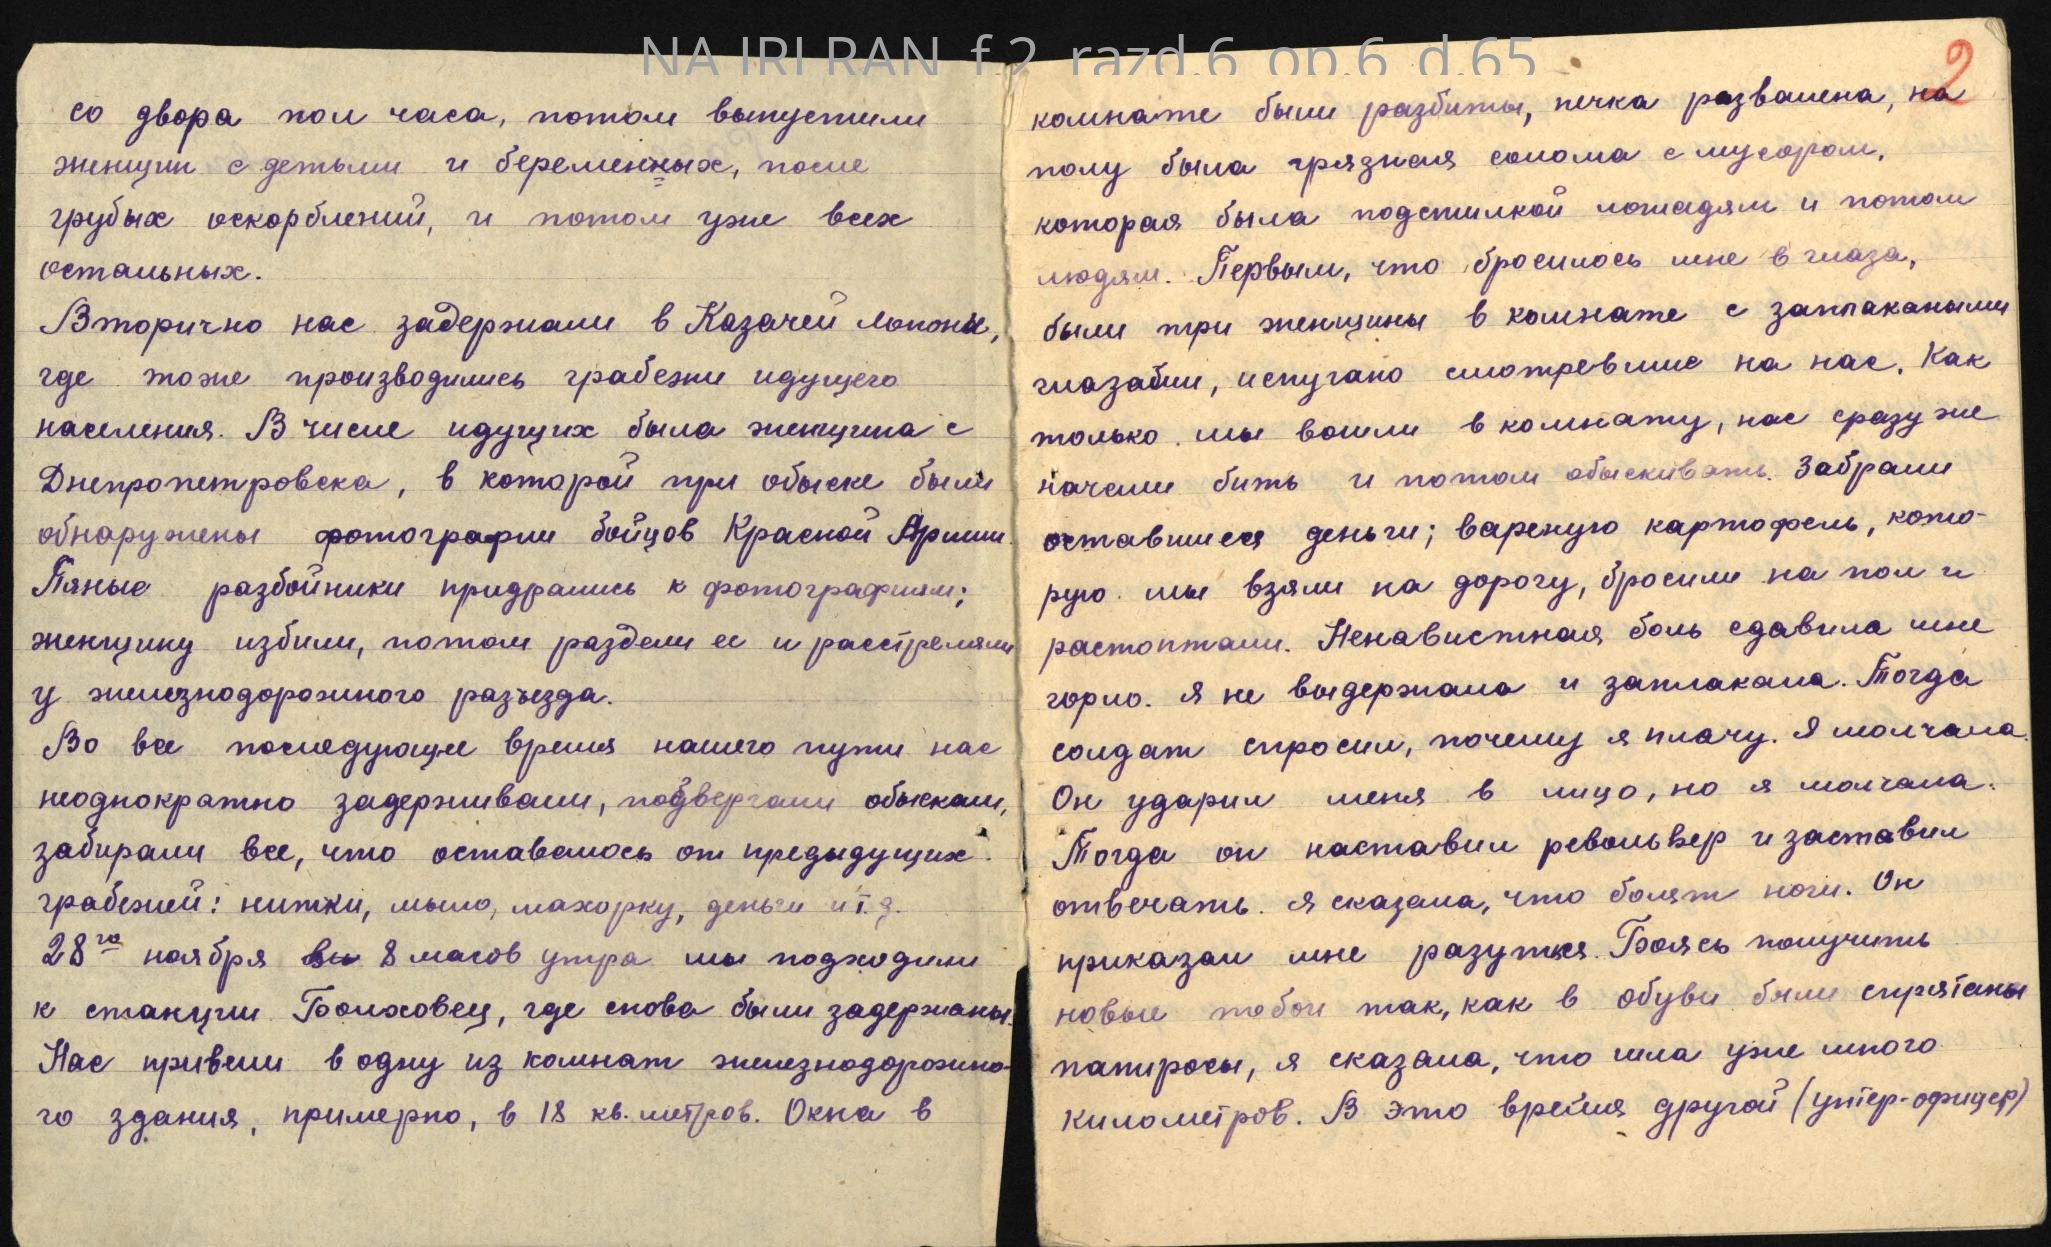 NA IRI RAN f.2 razd.6 op.6 d.65
со двора пол часа, потом выпустили
женщин с детьми и беременных, после
грубых оскорблений, и потом уже всех
остальных.
Вторично нас задержали в Казачей лопони,
где тоже производились грабежи идущего
населения. В числе идущих была женщина с
Днепропетровска, в которой при обыске были
обнаружены фотографии бойцов Красной Армии.
Пяные разбойники придрались к фотографиям;
женщину избили, потом раздели ее и расстреляли
у железнодорожного разъезда.
Во все последующее время нашего пути нас
неоднократно задерживали, подвергали обыскам,
забирали все, что оставалось от предыдущих
грабежей: нитки, мыло, махорку, деньги и т.д.
28го ноября в 8 часов утра мы подходили
к станции Болховец, где снова были задержаны.
Нас привели в одну из комнат железнодорожно-
го здания, примерно, в 18 кв. метров. Окна в
2
комнате были разбиты, печка развалена, на
полу была грязная солома с мусором,
которая была подстилкой лошадям и потом
людям. Первым, что бросилось мне в глаза,
были три женщины в комнате с заплакаными
глазами, испугано смотревшие на нас. Как
только мы вошли в комнату, нас сразу же
начали бить и потом обыскивать. Забрали
оставшиеся деньги; вареную картофель, кото-
рую мы взяли на дорогу, бросили на пол и
растоптали. Ненавистная боль сдавила мне
горло. Я не выдержала и заплакала. Тогда
солдат спросил, почему я плачу. Я молчала.
Он ударил меня в лицо, но я молчала.
Тогда он наставил револьвер и заставил
отвечать. Я сказала, что болят ноги. Он
приказал мне разуться. Боясь получить
новые побои так, как в обуви были спрятаны
папиросы, я сказала, что шла уже много
километров. В это время другой (унтер-офицер)